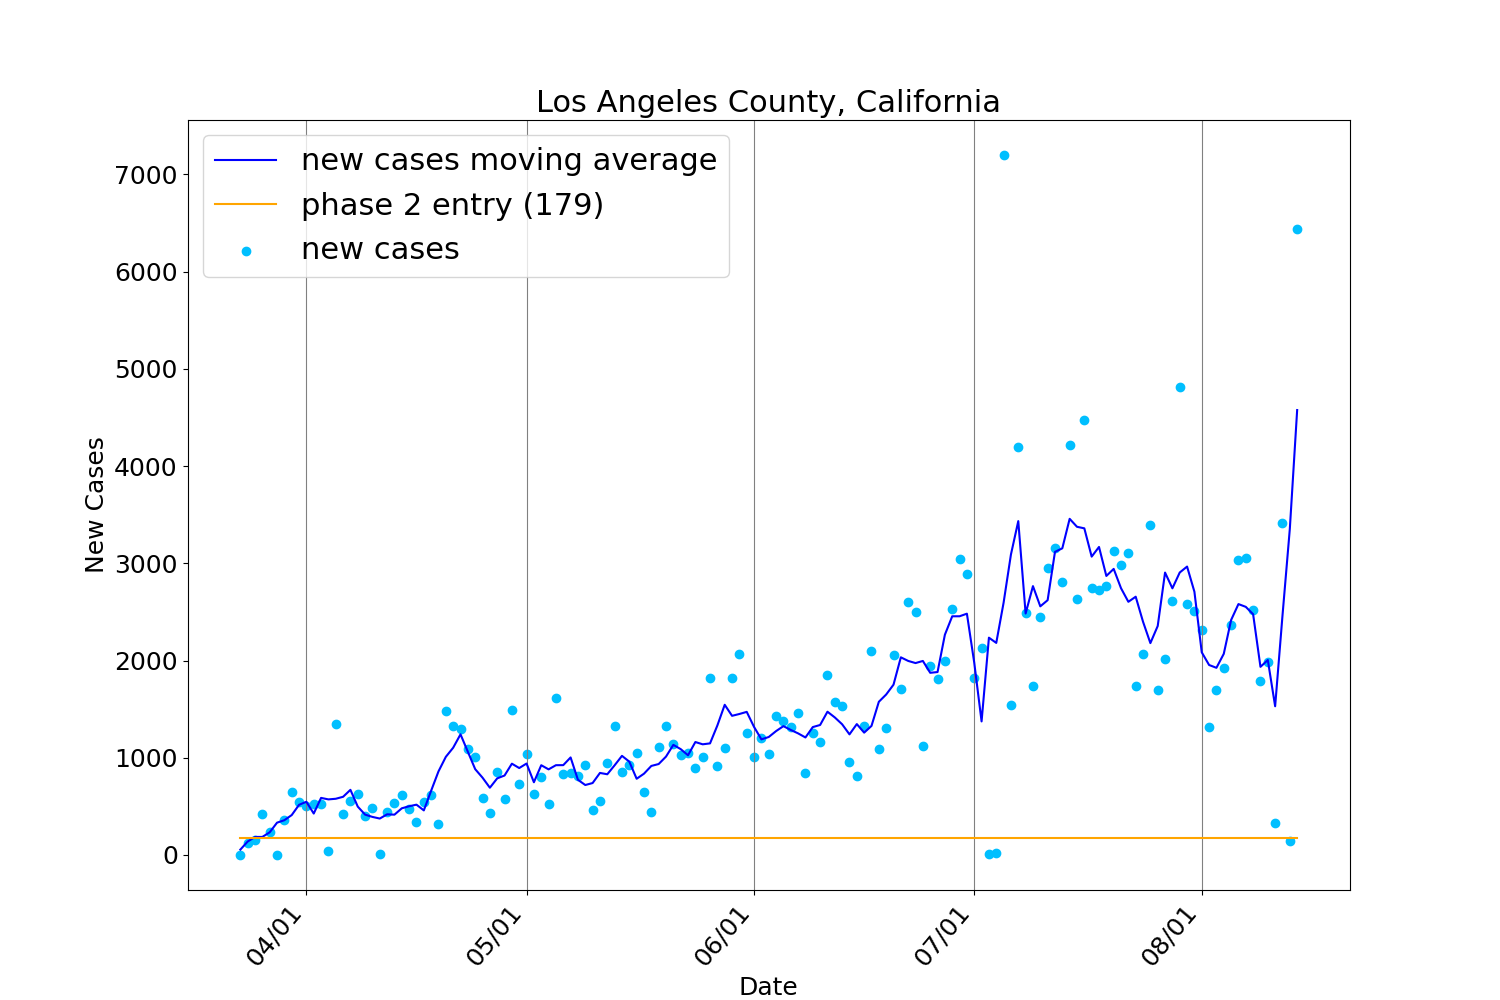 Los Angeles County, California
new cases moving average
phase 2 entry (179)
new cases
7000
6000
5000
4000
3000
2000
1000
0
New Cases
04/01
05/01
06/01
07/01
08/01
Date